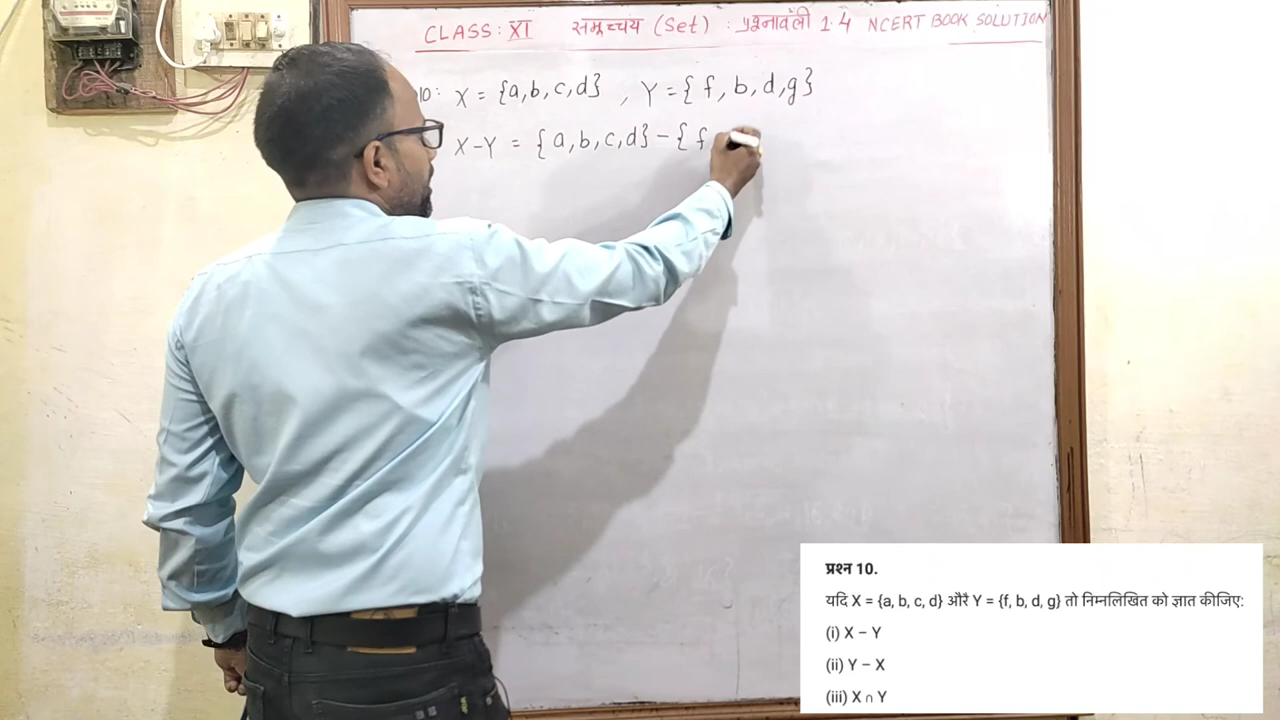 CLASS: XI समूच्चय (Set) : प्रश्नावली 1.4 NCERT BOOK SOLUTION
10: X = {a,b,c,d} , Y = { f, b, d, g}
X-Y = { a, b, c, d} - { f
प्रश्न 10.
यदि X = {a, b, c, d} और Y = {f, b, d, g} तो निम्नलिखित को ज्ञात कीजिए:
(i) X − Y
(ii) Y − X
(iii) X ∩ Y